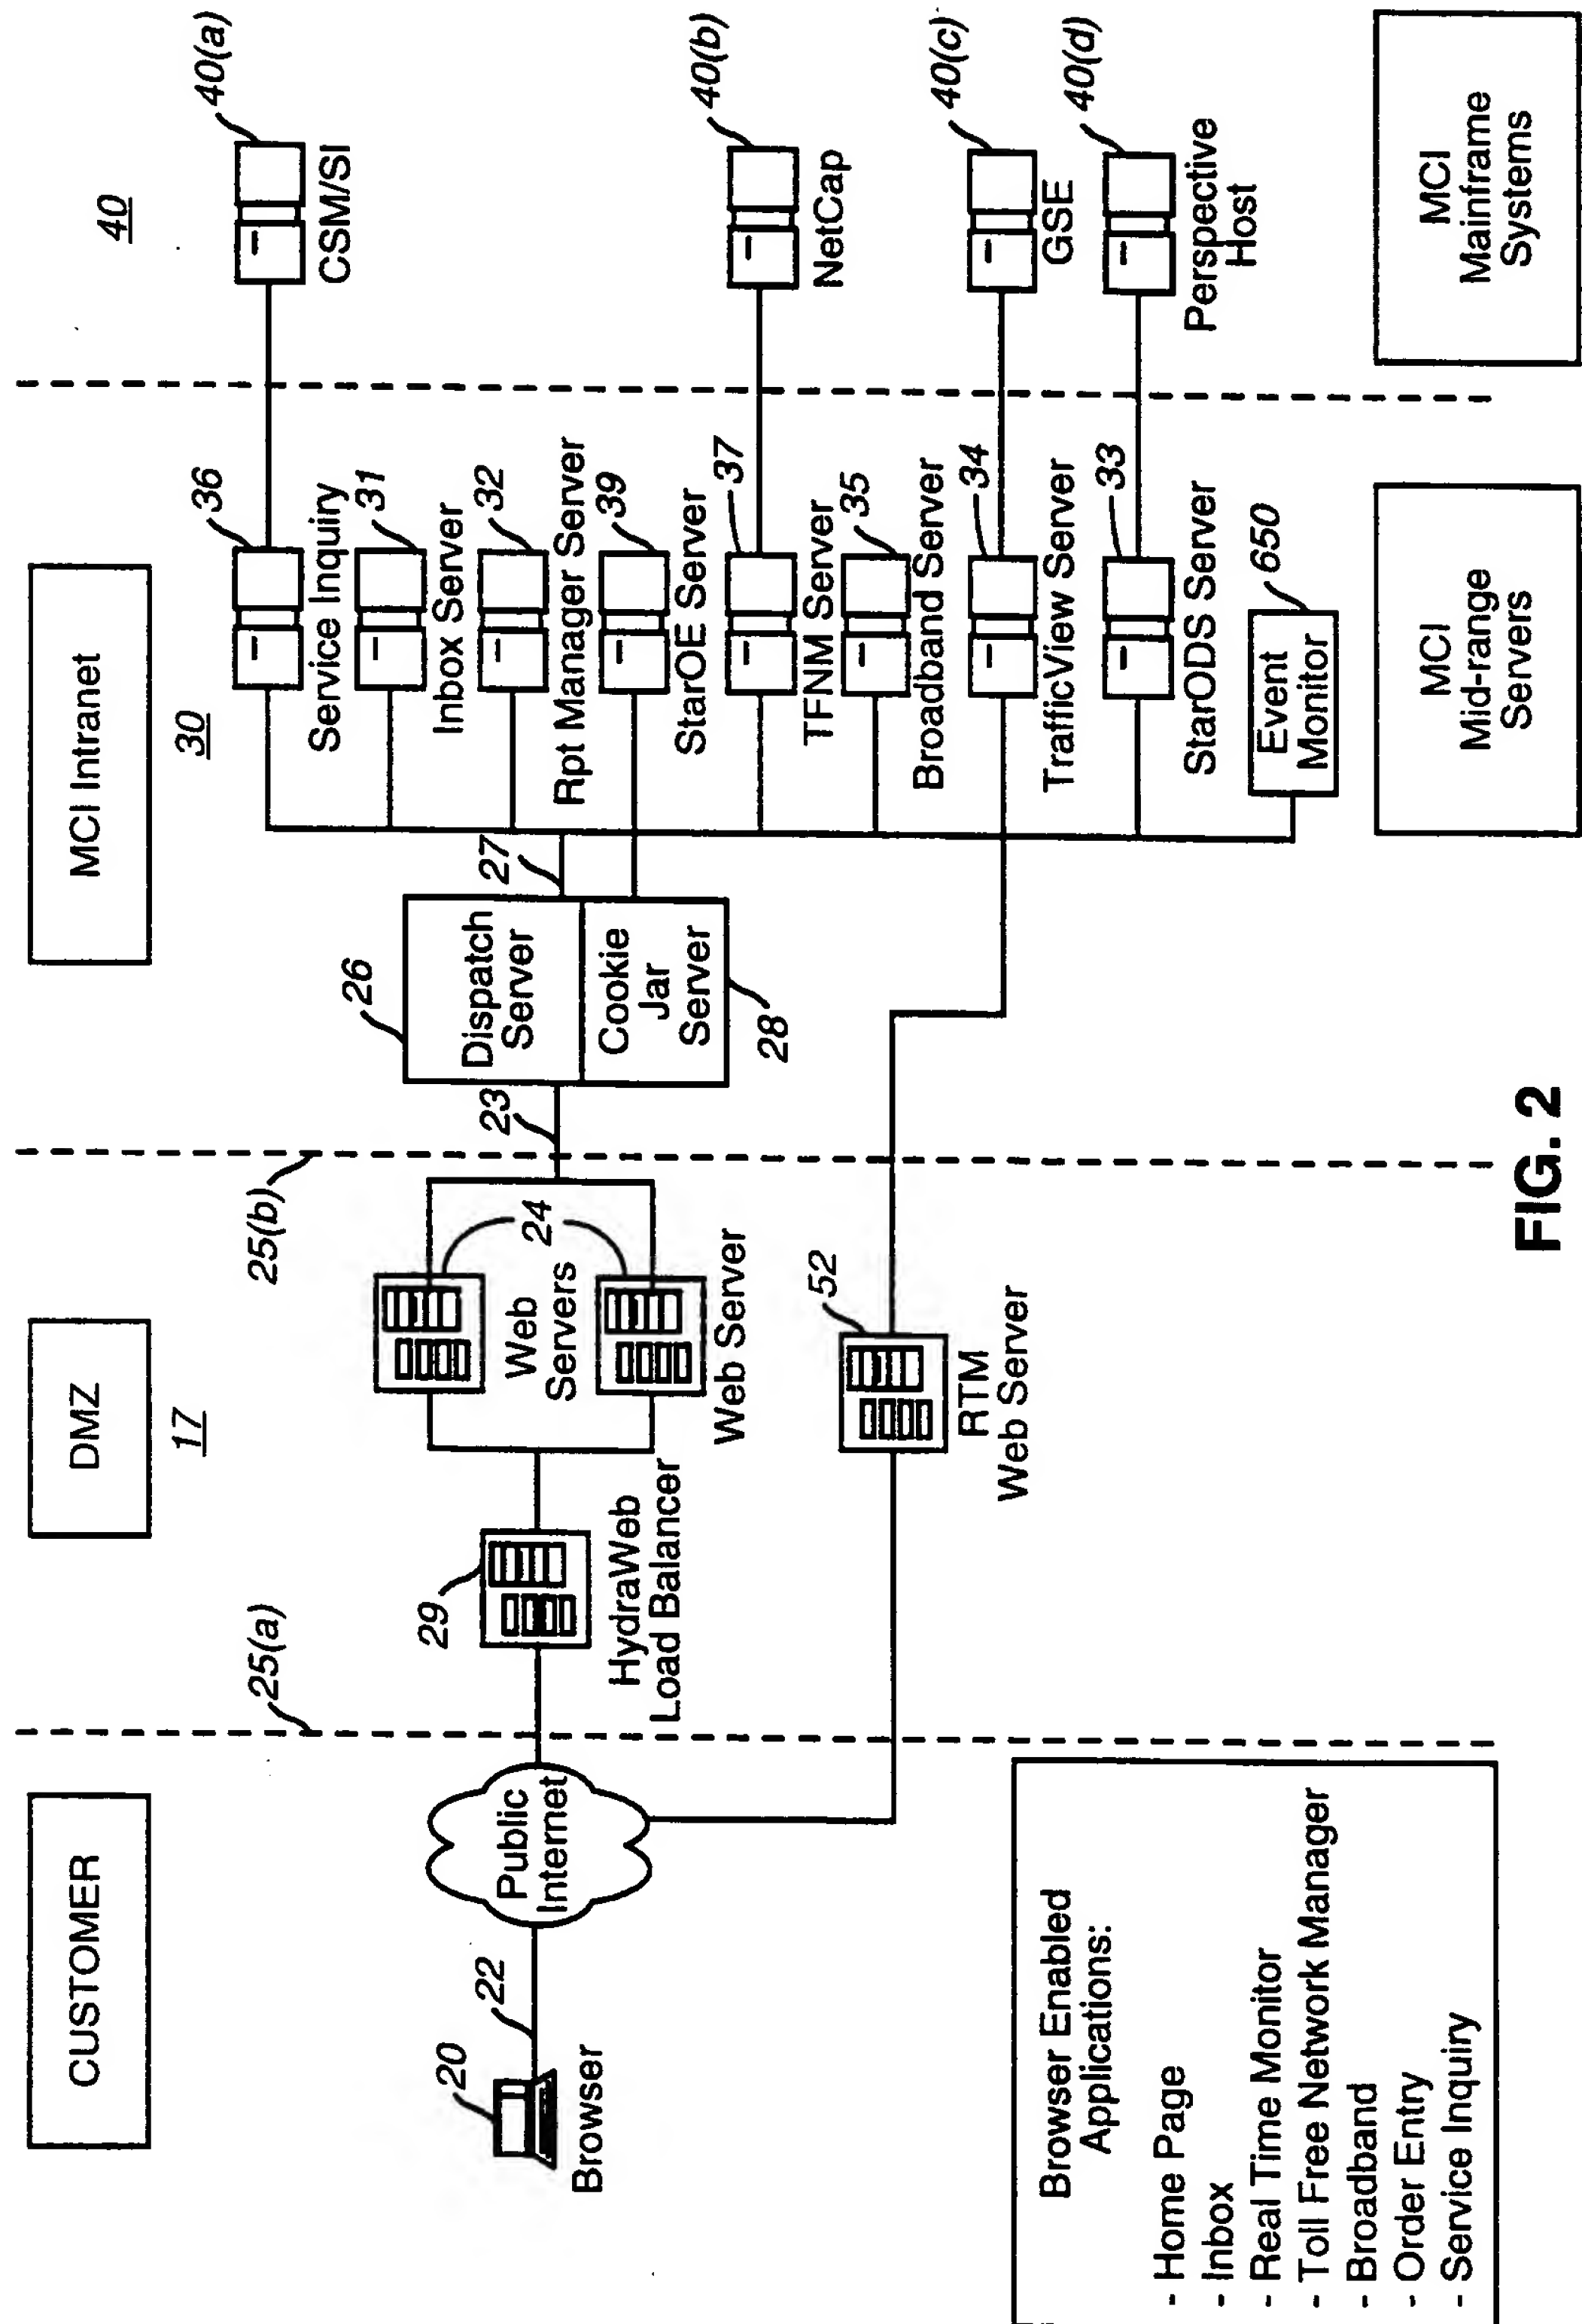 CUSTOMER
DMZ
17
MCI Intranet
30
40
25(a)
25(b)
20
Browser
22
Public
Internet
29
HydraWeb
Load Balancer
24
Web
Servers
Web Server
52
RTM
Web Server
23
26
Dispatch
Server
Cookie
Jar
Server
28
27
36
Service Inquiry
31
Inbox Server
32
Rpt Manager Server
39
StarOE Server
37
TFNM Server
35
Broadband Server
34
TrafficView Server
33
StarODS Server
650
Event
Monitor
40(a)
CSM/SI
40(b)
NetCap
40(c)
GSE
40(d)
Perspective
Host
Browser Enabled
Applications:
- Home Page
- Inbox
- Real Time Monitor
- Toll Free Network Manager
- Broadband
- Order Entry
- Service Inquiry
MCI
Mid-range
Servers
MCI
Mainframe
Systems
FIG. 2